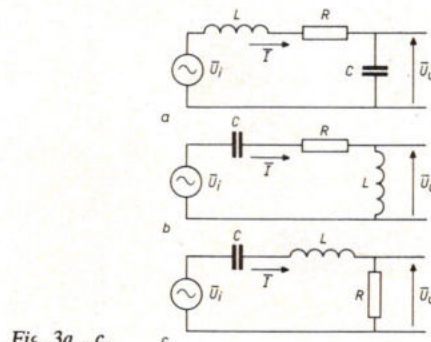 L R
Ūi Ī C Ū
a
C R
Ūi Ī L Ū
b
C L
Ūi Ī R Ū
c
Fig. 3a c